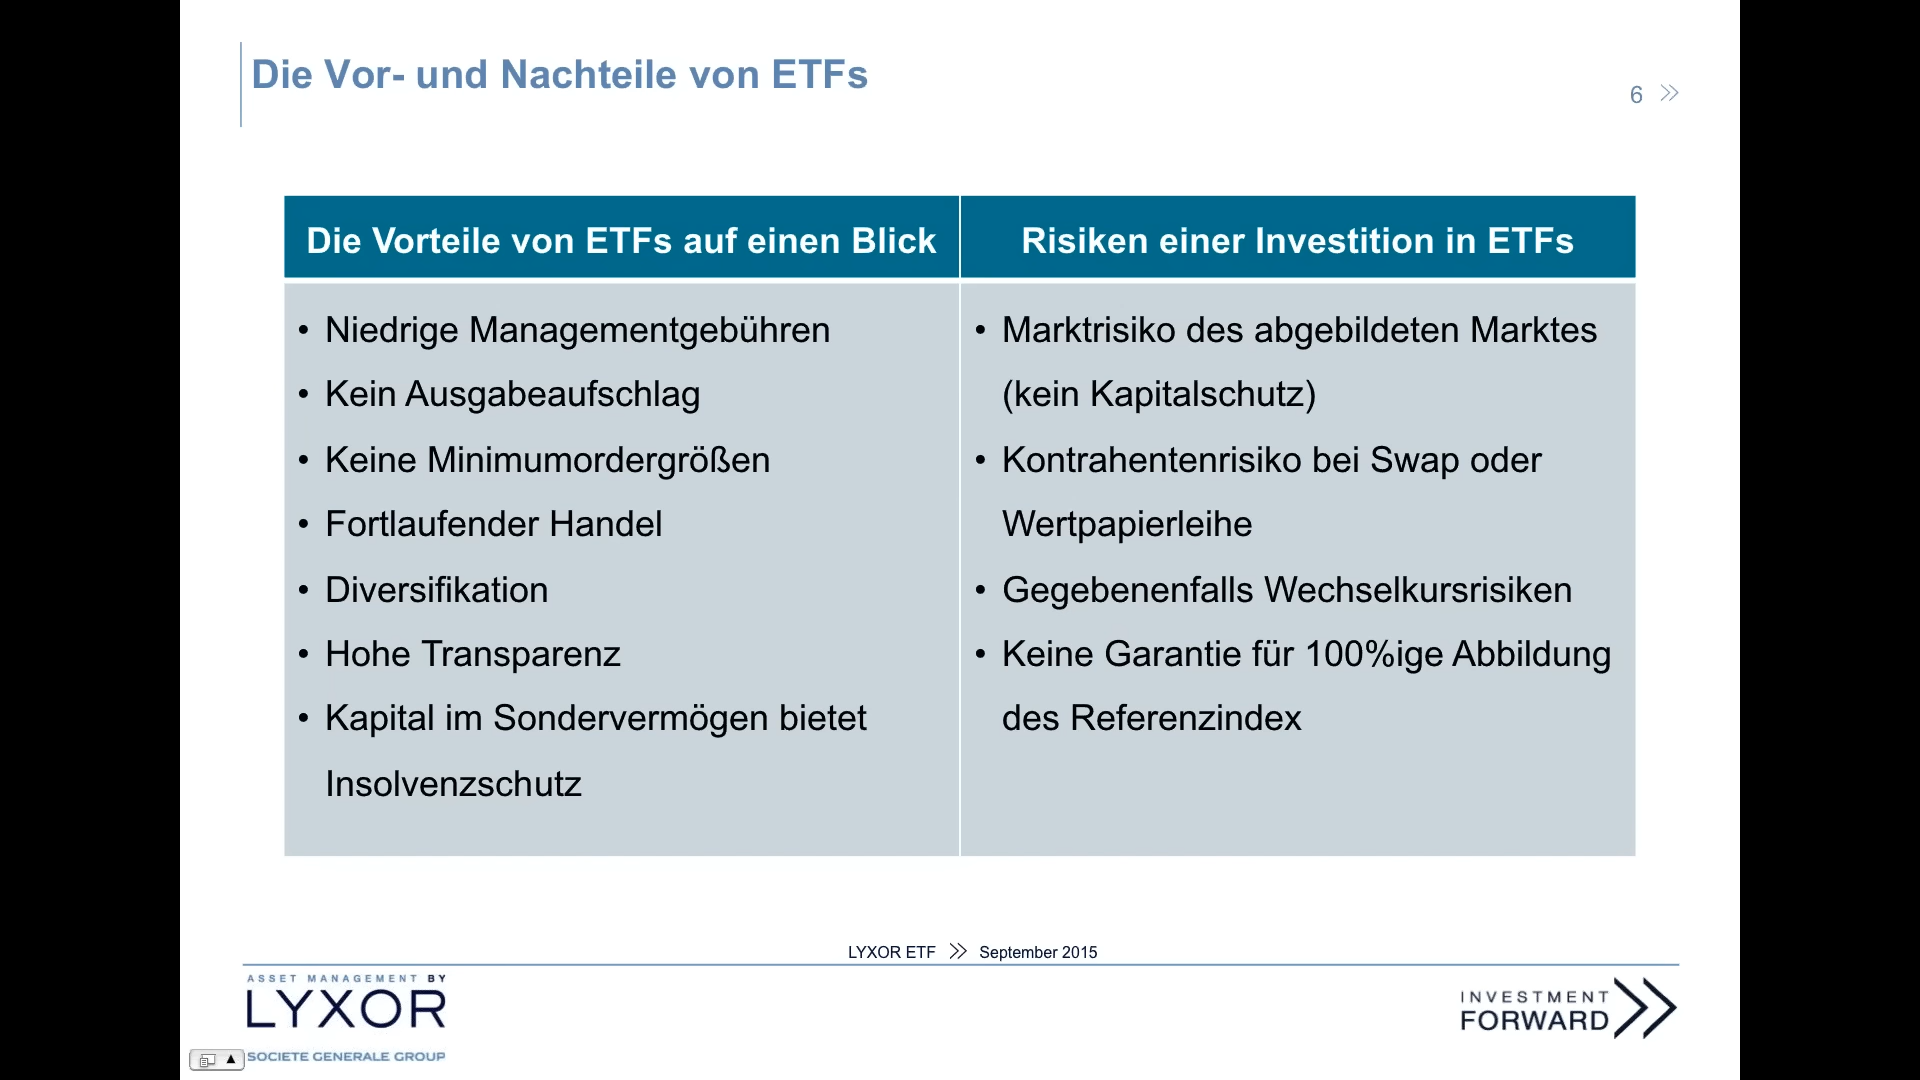 Die Vor- und Nachteile von ETFs
6
Die Vorteile von ETFs auf einen Blick
• Niedrige Managementgebühren
• Kein Ausgabeaufschlag
• Keine Minimumordergrößen
• Fortlaufender Handel
• Diversifikation
• Hohe Transparenz
• Kapital im Sondervermögen bietet
Insolvenzschutz
Risiken einer Investition in ETFs
• Marktrisiko des abgebildeten Marktes
(kein Kapitalschutz)
• Kontrahentenrisiko bei Swap oder
Wertpapierleihe
• Gegebenenfalls Wechselkursrisiken
• Keine Garantie für 100%ige Abbildung
des Referenzindex
LYXOR ETF September 2015
ASSET MANAGEMENT BY
LYXOR
SOCIETE GENERALE GROUP
INVESTMENT
FORWARD